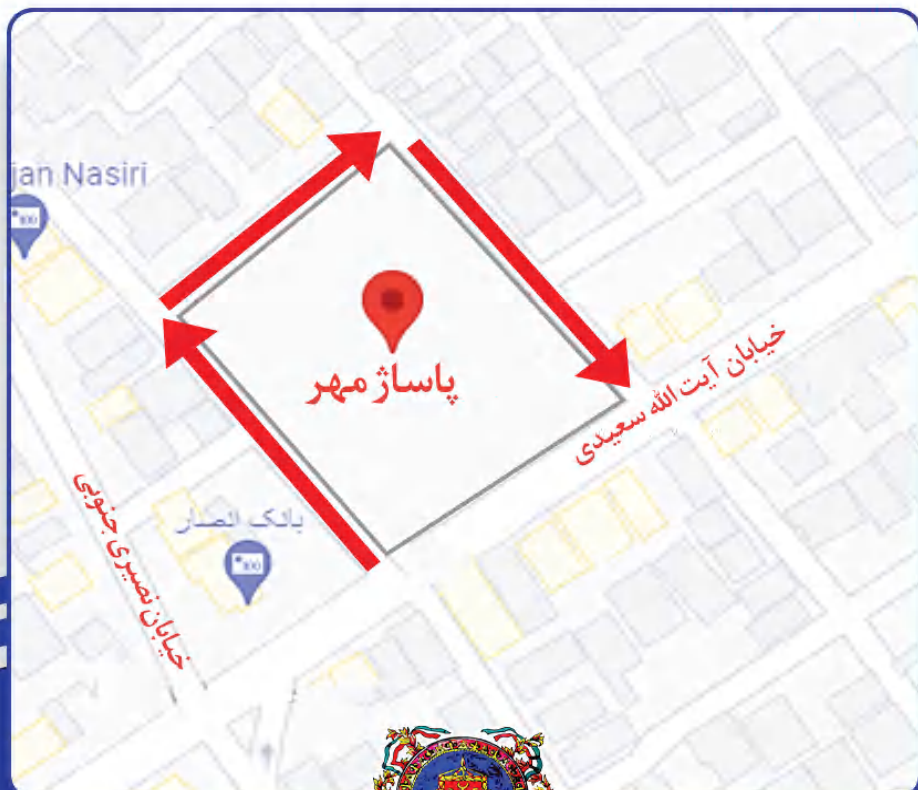 jan Nasiri
پاساژ مهر
خیابان آیت الله سعیدی
بانک انصار
خیابان نصیری جنوبی